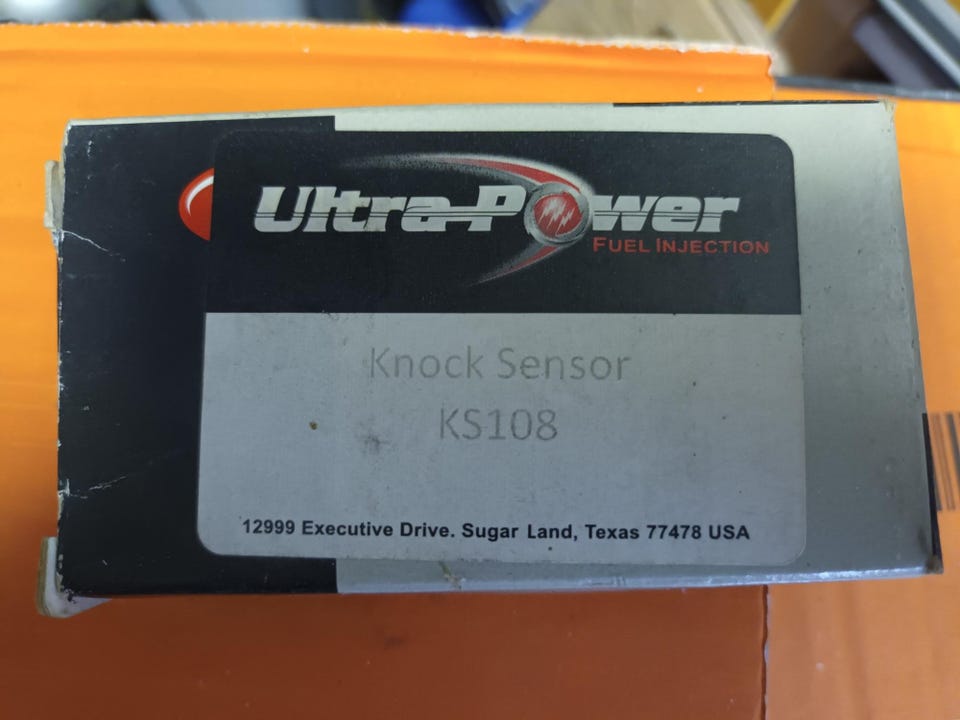 Ultra-Power
FUEL INJECTION
Knock Sensor
KS108
12999 Executive Drive. Sugar Land, Texas 77478 USA